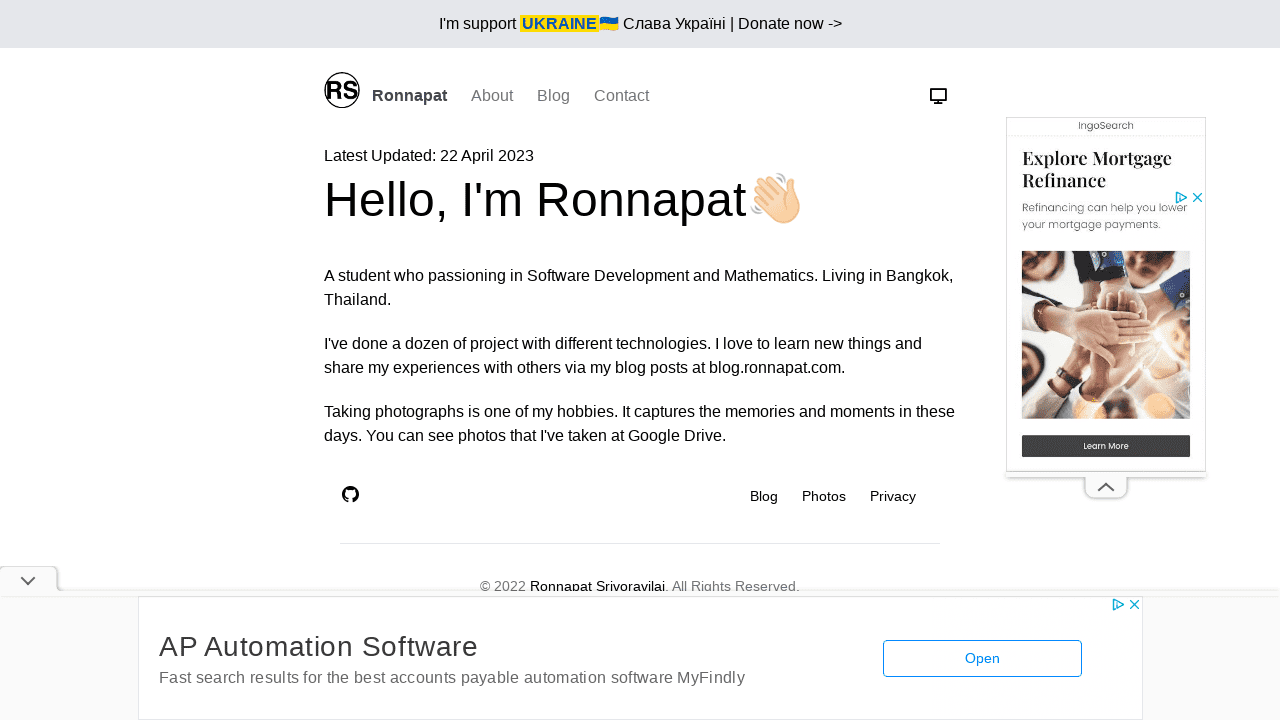 I'm support UKRAINE🇺🇦 Слава Україні | Donate now ->
RS Ronnapat About Blog Contact
Latest Updated: 22 April 2023
Hello, I'm Ronnapat👋🏻
A student who passioning in Software Development and Mathematics. Living in Bangkok,
Thailand.
I've done a dozen of project with different technologies. I love to learn new things and
share my experiences with others via my blog posts at blog.ronnapat.com.
Taking photographs is one of my hobbies. It captures the memories and moments in these
days. You can see photos that I've taken at Google Drive.
Blog Photos Privacy
© 2022 Ronnapat Srivoravilai. All Rights Reserved.
IngoSearch
Explore Mortgage
Refinance
Refinancing can help you lower
your mortgage payments.
Learn More
AP Automation Software
Fast search results for the best accounts payable automation software MyFindly
Open